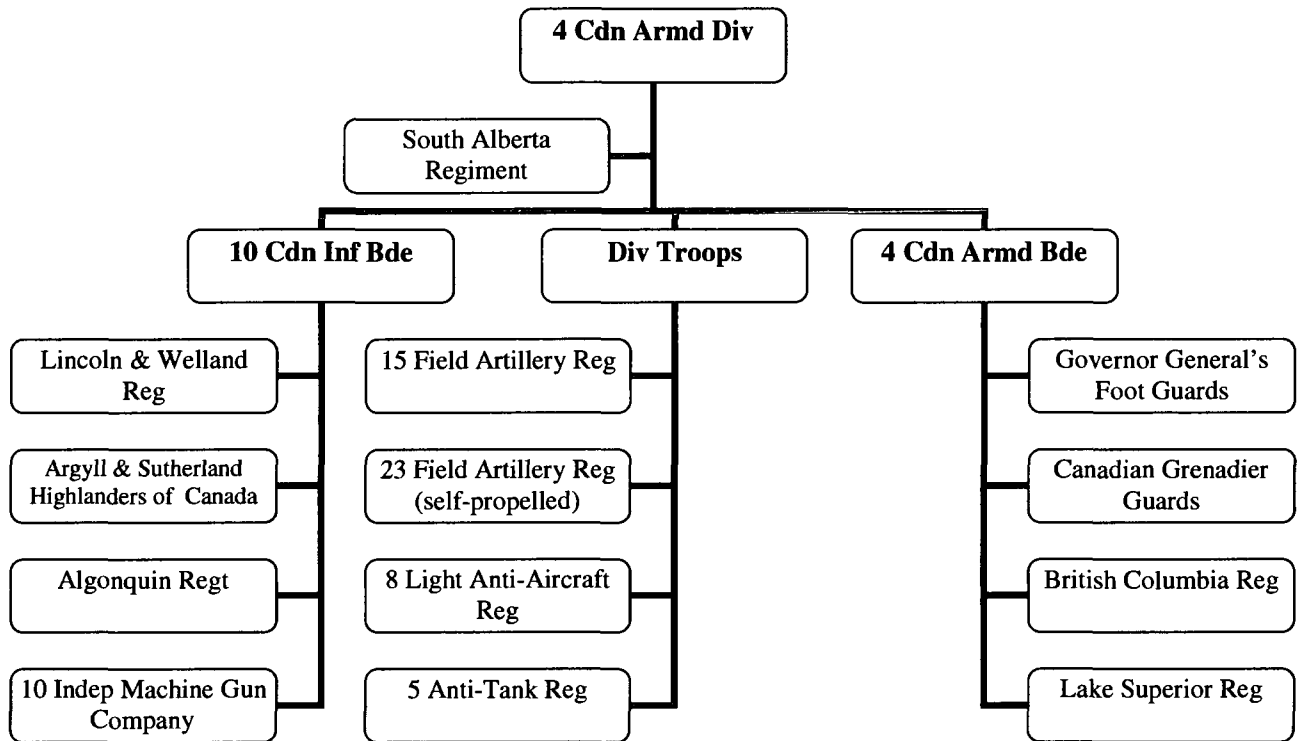 4 Cdn Armd Div
South Alberta
Regiment
10 Cdn Inf Bde
Div Troops
4 Cdn Armd Bde
Lincoln & Welland
Reg
15 Field Artillery Reg
Governor General's
Foot Guards
Argyll & Sutherland
Highlanders of Canada
23 Field Artillery Reg
(self-propelled)
Canadian Grenadier
Guards
Algonquin Regt
8 Light Anti-Aircraft
Reg
British Columbia Reg
10 Indep Machine Gun
Company
5 Anti-Tank Reg
Lake Superior Reg